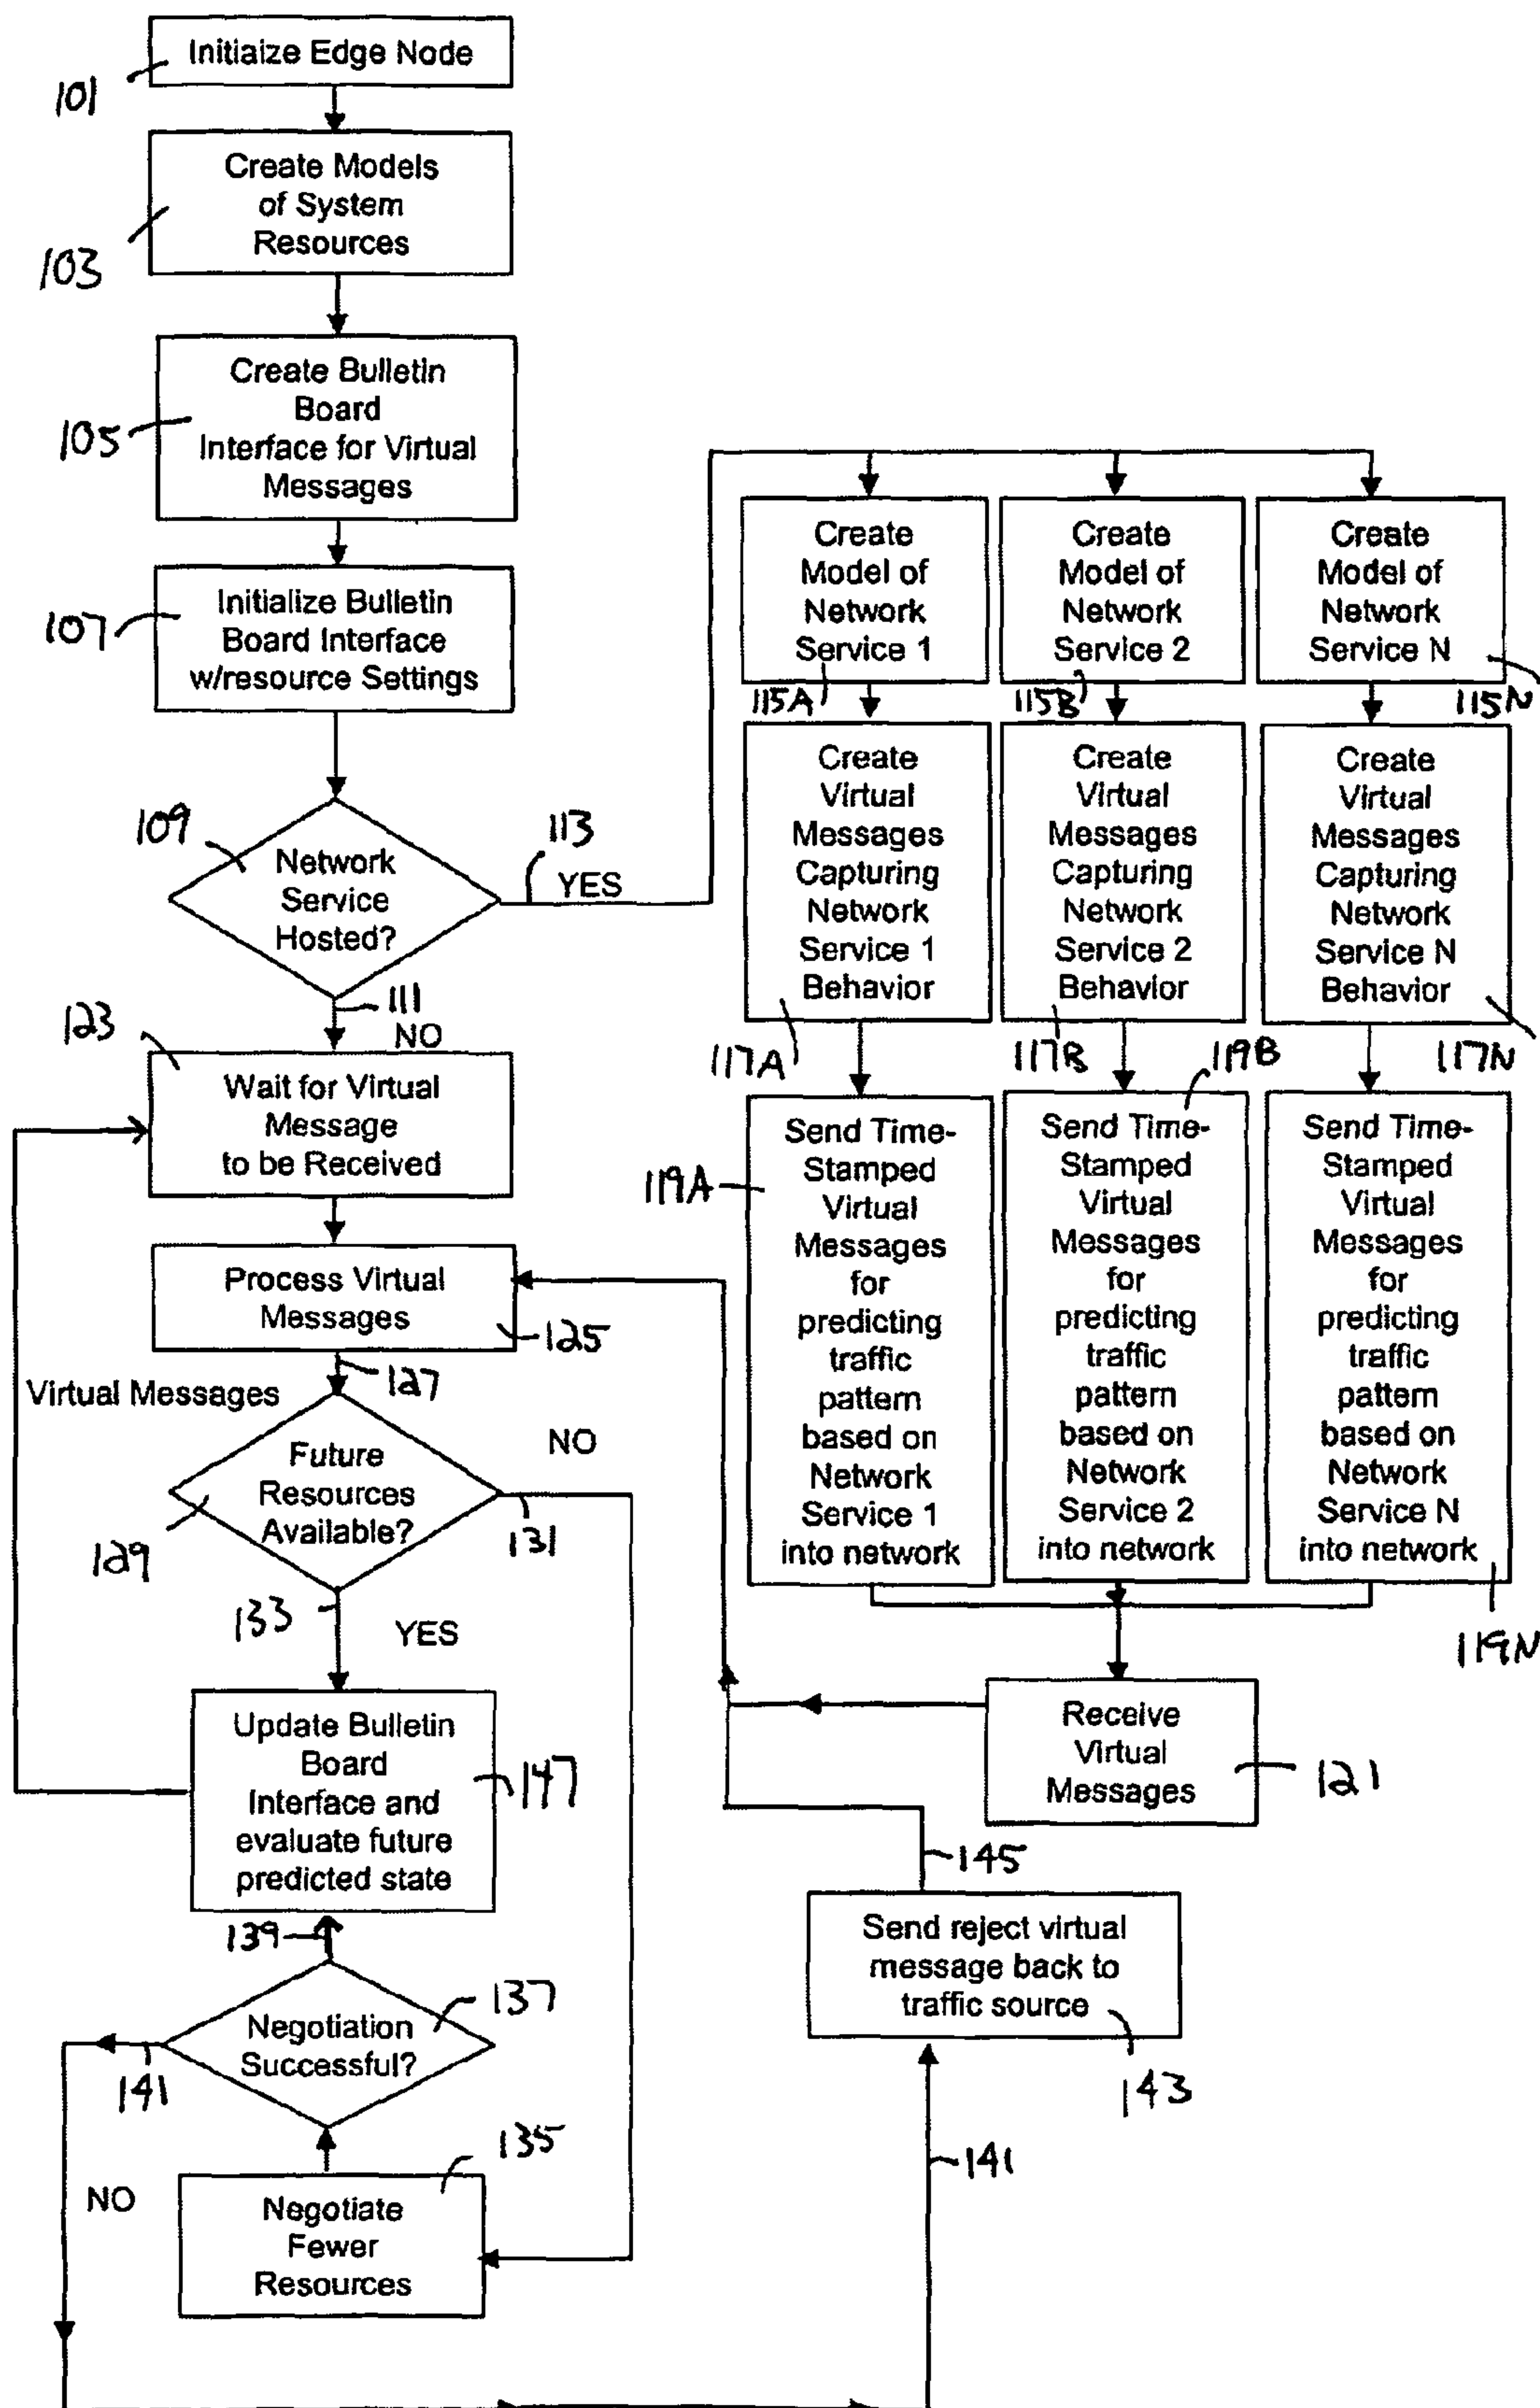 Initiaize Edge Node
101
Create Models
of System
Resources
103
Create Bulletin
Board
Interface for Virtual
Messages
105
Initialize Bulletin
Board Interface
w/resource Settings
107
Network
Service
Hosted?
109
113
YES
111
NO
Create
Model of
Network
Service 1
115A
Create
Model of
Network
Service 2
115B
Create
Model of
Network
Service N
115N
Create
Virtual
Messages
Capturing
Network
Service 1
Behavior
117A
Create
Virtual
Messages
Capturing
Network
Service 2
Behavior
117B
Create
Virtual
Messages
Capturing
Network
Service N
Behavior
117N
Send Time-
Stamped
Virtual
Messages
for
predicting
traffic
pattern
based on
Network
Service 1
into network
119A
Send Time-
Stamped
Virtual
Messages
for
predicting
traffic
pattern
based on
Network
Service 2
into network
119B
Send Time-
Stamped
Virtual
Messages
for
predicting
traffic
pattern
based on
Network
Service N
into network
119N
Receive
Virtual
Messages
121
123
Wait for Virtual
Message
to be Received
Process Virtual
Messages
125
127
Virtual Messages
Future
Resources
Available?
129
NO
131
133
YES
Update Bulletin
Board
Interface and
evaluate future
predicted state
147
139
Negotiation
Successful?
137
141
NO
135
Negotiate
Fewer
Resources
145
Send reject virtual
message back to
traffic source
143
141